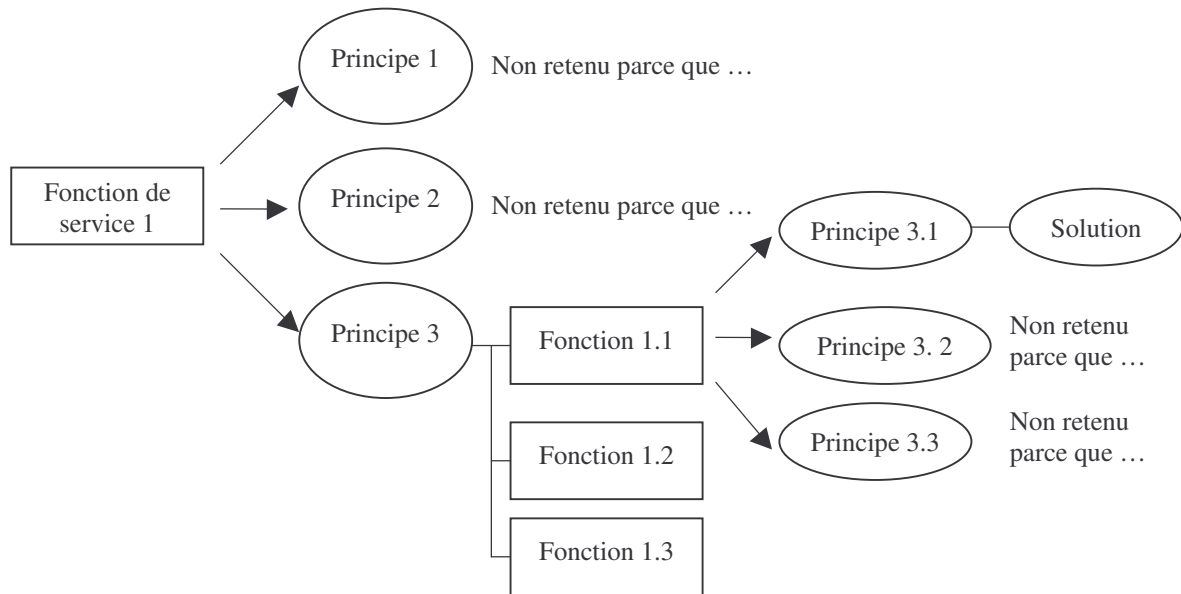 Principe 1
Non retenu parce que …
Fonction de
service 1
Principe 2
Non retenu parce que …
Principe 3.1
Solution
Principe 3
Fonction 1.1
Principe 3. 2
Non retenu
parce que …
Fonction 1.2
Principe 3.3
Non retenu
parce que …
Fonction 1.3